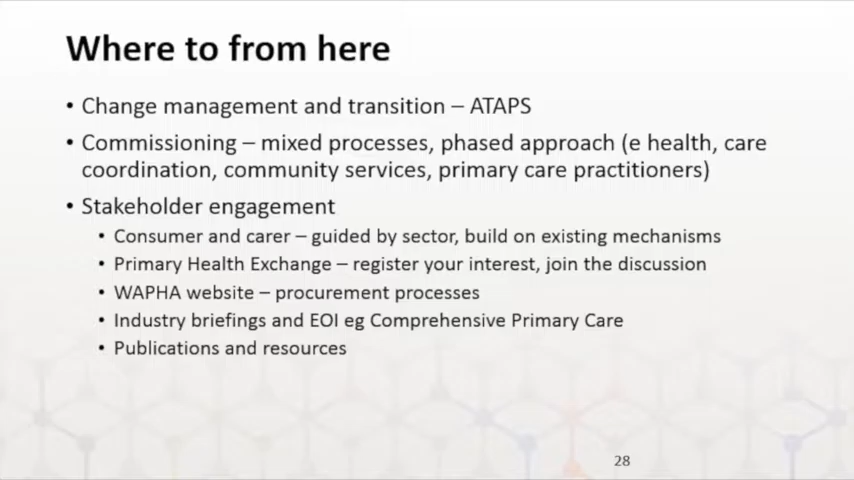 Where to from here
• Change management and transition – ATAPS
• Commissioning – mixed processes, phased approach (e health, care
coordination, community services, primary care practitioners)
• Stakeholder engagement
• Consumer and carer – guided by sector, build on existing mechanisms
• Primary Health Exchange – register your interest, join the discussion
• WAPHA website – procurement processes
• Industry briefings and EOI eg Comprehensive Primary Care
• Publications and resources
28